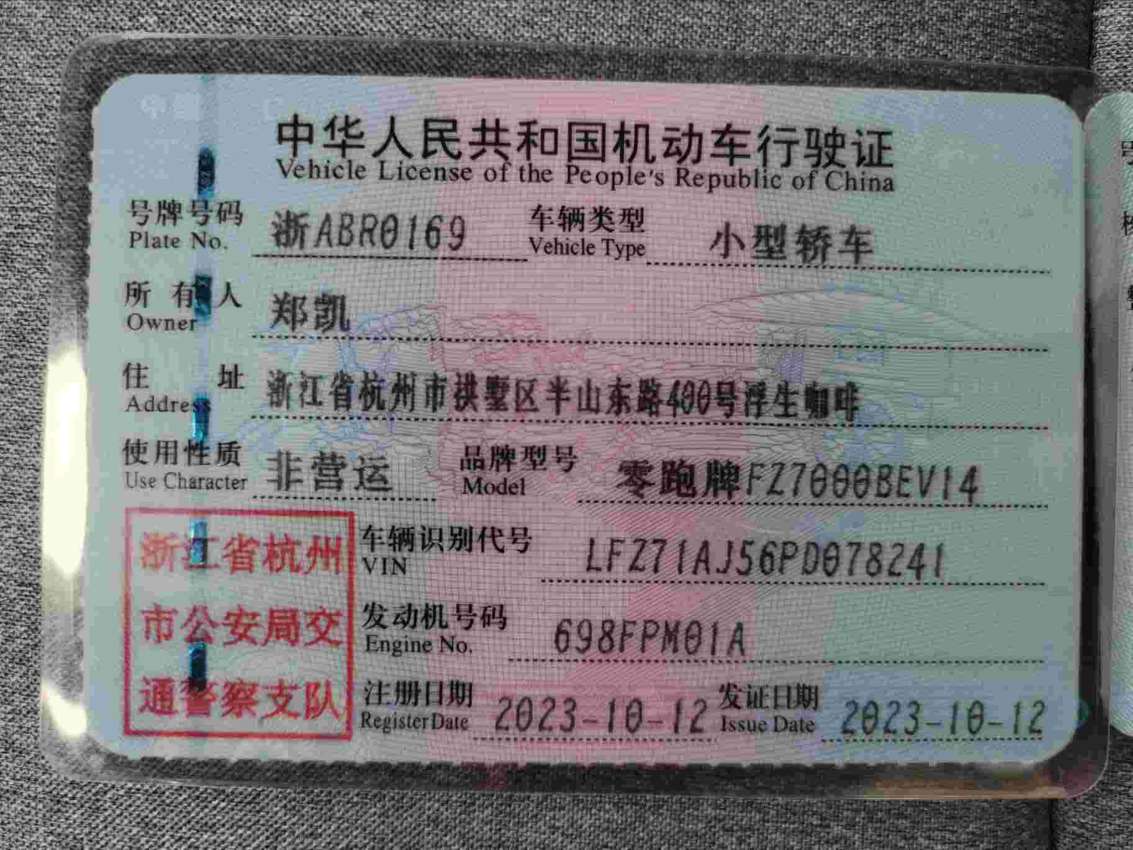 中华人民共和国机动车行驶证
Vehicle License of the People's Republic of China
号牌号码 浙ABR0169 车辆类型 小型轿车
Plate No. Vehicle Type
所有人 郑凯
Owner
住址 浙江省杭州市拱墅区半山东路400号浮生咖啡
Address
使用性质 非营运 品牌型号 零跑牌FZ7000BEV14
Use Character Model
浙江省杭州
市公安局交
通警察支队
车辆识别代号 LFZ71AJ56PD078241
VIN
发动机号码 698FPM01A
Engine No.
注册日期 2023-10-12 发证日期 2023-10-12
Register Date Issue Date
号